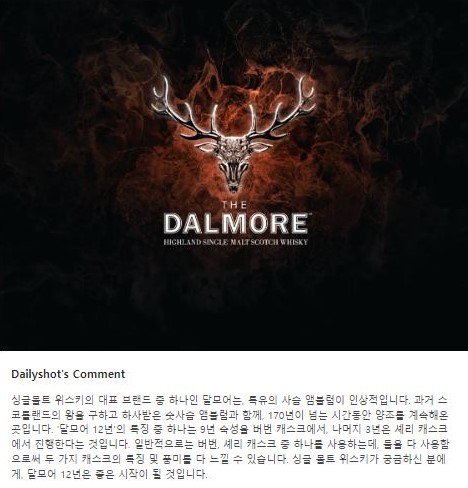 THE
DALMORE
HIGHLAND SINGLE MALT SCOTCH WHISKY
Dailyshot's Comment
싱글몰트 위스키의 대표 브랜드 중 하나인 달모어는, 특유의 사슴 앰블럼이 인상적입니다. 과거 스
코틀랜드의 왕을 구하고 하사받은 숫사슴 앰블럼과 함께, 170년이 넘는 시간동안 양조를 계속해온
곳입니다. '달모어 12년'의 특징 중 하나는 9년 숙성을 버번 캐스크에서, 나머지 3년은 셰리 캐스크
에서 진행한다는 것입니다. 일반적으로는 버번, 셰리 캐스크 중 하나를 사용하는데, 둘을 다 사용함
으로써 두 가지 캐스크의 특징 및 풍미를 다 느낄 수 있습니다. 싱글 몰트 위스키가 궁금하신 분에
게, 달모어 12년은 좋은 시작이 될 것입니다.